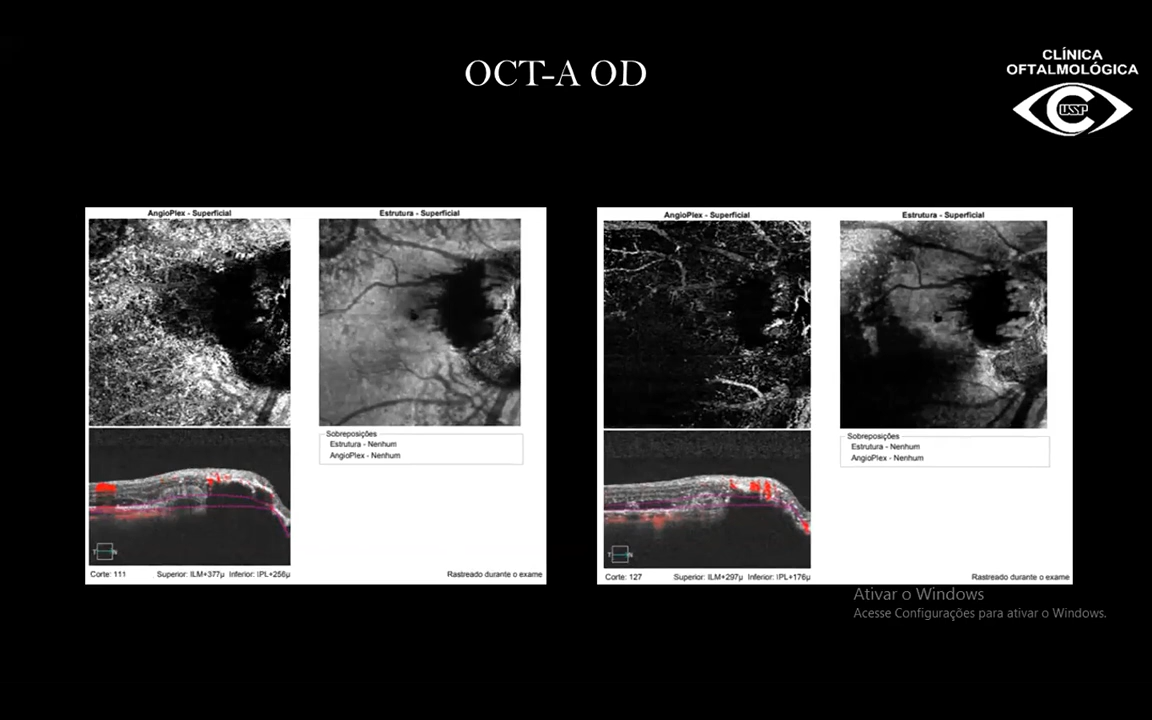 OCT-A OD
CLÍNICA
OFTALMOLÓGICA
C
USP
AngioPlex - Superficial
Estrutura - Superficial
Sobreposições
Estrutura - Nenhum
AngioPlex - Nenhum
T N
Corte: 111
Superior: ILM+377µ Inferior: IPL+256µ
Rastreado durante o exame
AngioPlex - Superficial
Estrutura - Superficial
Sobreposições
Estrutura - Nenhum
AngioPlex - Nenhum
T N
Corte: 127
Superior: ILM+297µ Inferior: IPL+176µ
Rastreado durante o exame
Ativar o Windows
Acesse Configurações para ativar o Windows.